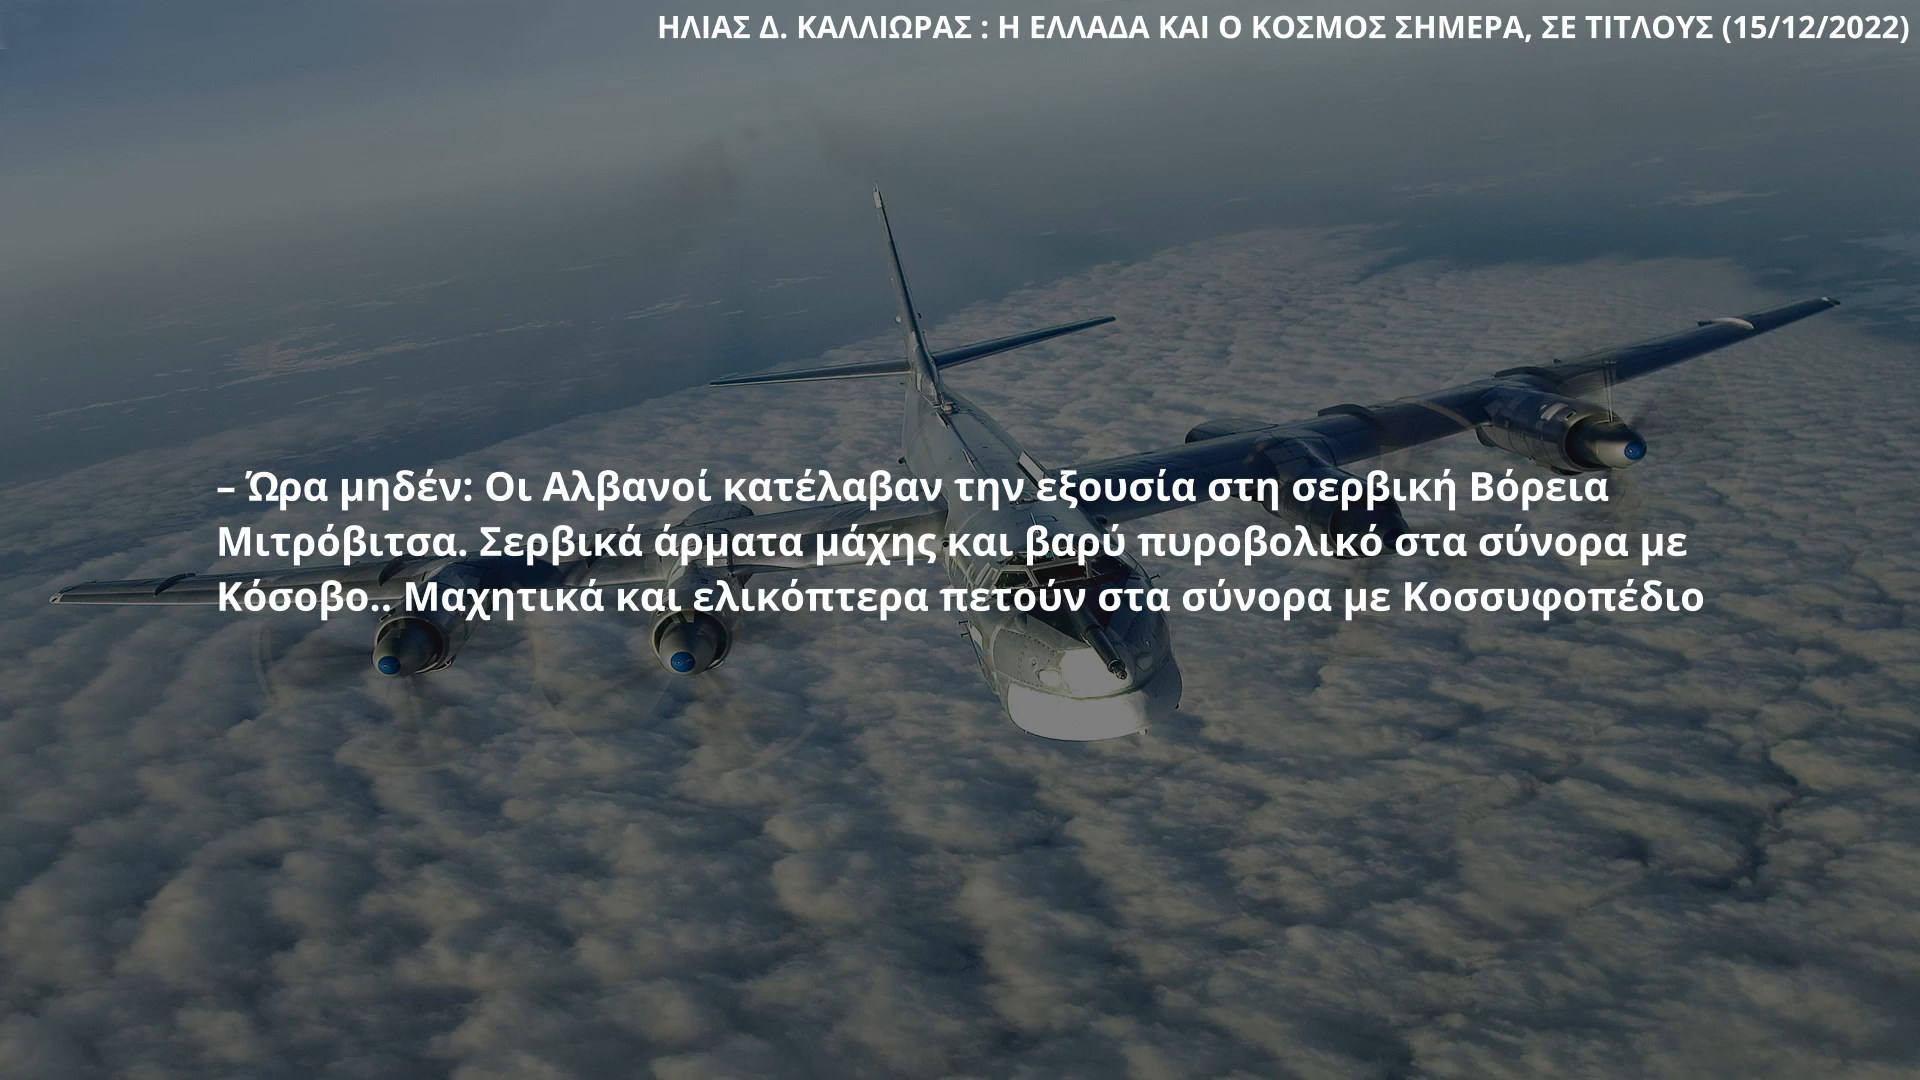 ΗΛΙΑΣ Δ. ΚΑΛΛΙΩΡΑΣ : Η ΕΛΛΑΔΑ ΚΑΙ Ο ΚΟΣΜΟΣ ΣΗΜΕΡΑ, ΣΕ ΤΙΤΛΟΥΣ (15/12/2022)
– Ώρα μηδέν: Οι Αλβανοί κατέλαβαν την εξουσία στη σερβική Βόρεια
Μιτρόβιτσα. Σερβικά άρματα μάχης και βαρύ πυροβολικό στα σύνορα με
Κόσοβο.. Μαχητικά και ελικόπτερα πετούν στα σύνορα με Κοσσυφοπέδιο